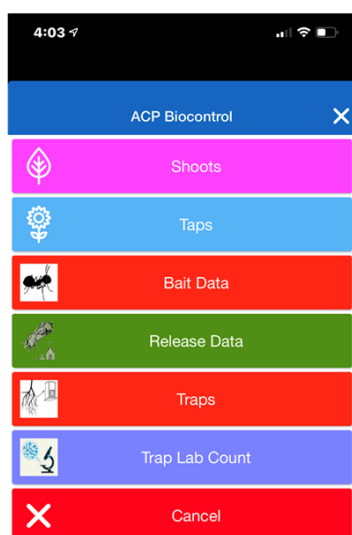 4:03
ACP Biocontrol
Shoots
Taps
Bait Data
Release Data
Traps
Trap Lab Count
Cancel